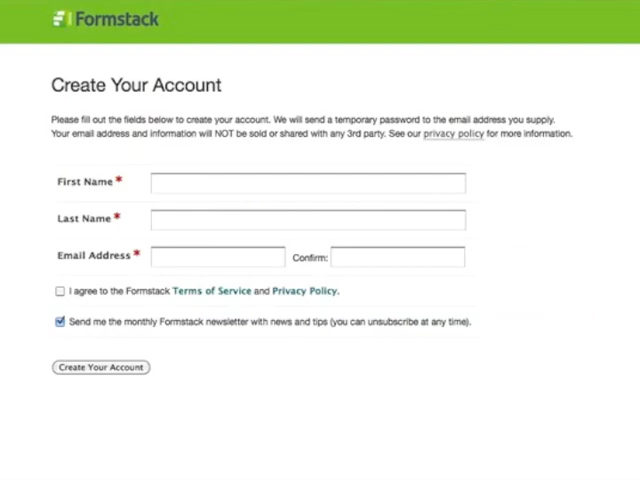 Formstack
Create Your Account
Please fill out the fields below to create your account. We will send a temporary password to the email address you supply.
Your email address and information will NOT be sold or shared with any 3rd party. See our privacy policy for more information.
First Name *
Last Name *
Email Address * Confirm:
I agree to the Formstack Terms of Service and Privacy Policy.
Send me the monthly Formstack newsletter with news and tips (you can unsubscribe at any time).
Create Your Account